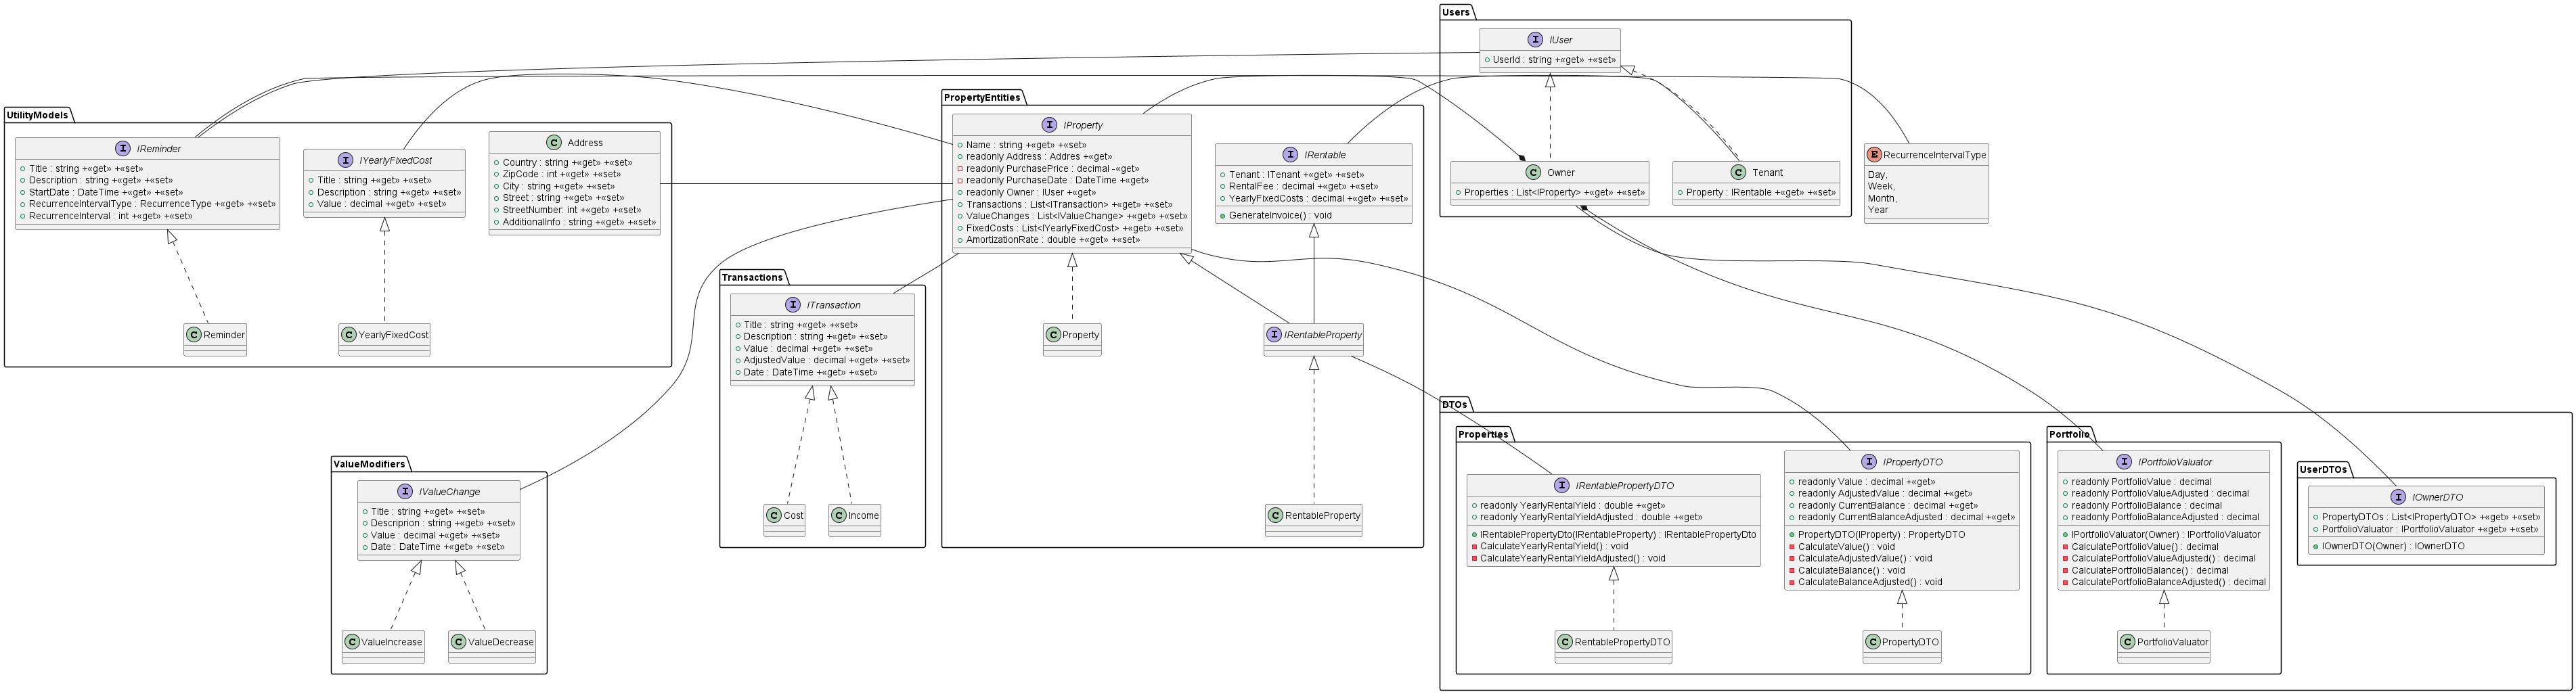 Users
I IUser
UserId : string +«get» +«set»
C Owner
Properties : List<IProperty> +«get» +«set»
C Tenant
Property : IRentable +«get» +«set»
E RecurrenceIntervalType
Day,
Week,
Month,
Year
UtilityModels
I IReminder
Title : string +«get» +«set»
Description : string +«get» +«set»
StartDate : DateTime +«get» +«set»
RecurrenceIntervalType : RecurrenceType +«get» +«set»
RecurrenceInterval : int +«get» +«set»
I IYearlyFixedCost
Title : string +«get» +«set»
Description : string +«get» +«set»
Value : decimal +«get» +«set»
C Address
Country : string +«get» +«set»
ZipCode : int +«get» +«set»
City : string +«get» +«set»
Street : string +«get» +«set»
StreetNumber: int +«get» +«set»
AdditionalInfo : string +«get» +«set»
C Reminder
C YearlyFixedCost
PropertyEntities
I IProperty
Name : string +«get» +«set»
readonly Address : Addres +«get»
readonly PurchasePrice : decimal -«get»
readonly PurchaseDate : DateTime +«get»
readonly Owner : IUser +«get»
Transactions : List<ITransaction> +«get» +«set»
ValueChanges : List<IValueChange> +«get» +«set»
FixedCosts : List<IYearlyFixedCost> +«get» +«set»
AmortizationRate : double +«get» +«set»
I IRentable
Tenant : ITenant +«get» +«set»
RentalFee : decimal +«get» +«set»
YearlyFixedCosts : decimal +«get» +«set»
GenerateInvoice() : void
C Property
I IRentableProperty
C RentableProperty
Transactions
I ITransaction
Title : string +«get» +«set»
Description : string +«get» +«set»
Value : decimal +«get» +«set»
AdjustedValue : decimal +«get» +«set»
Date : DateTime +«get» +«set»
C Cost
C Income
ValueModifiers
I IValueChange
Title : string +«get» +«set»
Descriprion : string +«get» +«set»
Value : decimal +«get» +«set»
Date : DateTime +«get» +«set»
C ValueIncrease
C ValueDecrease
DTOs
Properties
I IRentablePropertyDTO
readonly YearlyRentalYield : double +«get»
readonly YearlyRentalYieldAdjusted : double +«get»
IRentablePropertyDto(IRentableProperty) : IRentablePropertyDto
CalculateYearlyRentalYield() : void
CalculateYearlyRentalYieldAdjusted() : void
C RentablePropertyDTO
I IPropertyDTO
readonly Value : decimal +«get»
readonly AdjustedValue : decimal +«get»
readonly CurrentBalance : decimal +«get»
readonly CurrentBalanceAdjusted : decimal +«get»
PropertyDTO(IProperty) : PropertyDTO
CalculateValue() : void
CalculateAdjustedValue() : void
CalculateBalance() : void
CalculateBalanceAdjusted() : void
C PropertyDTO
Portfolio
I IPortfolioValuator
readonly PortfolioValue : decimal
readonly PortfolioValueAdjusted : decimal
readonly PortfolioBalance : decimal
readonly PortfolioBalanceAdjusted : decimal
IPortfolioValuator(Owner) : IPortfolioValuator
CalculatePortfolioValue() : decimal
CalculatePortfolioValueAdjusted() : decimal
CalculatePortfolioBalance() : decimal
CalculatePortfolioBalanceAdjusted() : decimal
C PortfolioValuator
UserDTOs
I IOwnerDTO
PropertyDTOs : List<IPropertyDTO> +«get» +«set»
PortfolioValuator : IPortfolioValuator +«get» +«set»
IOwnerDTO(Owner) : IOwnerDTO